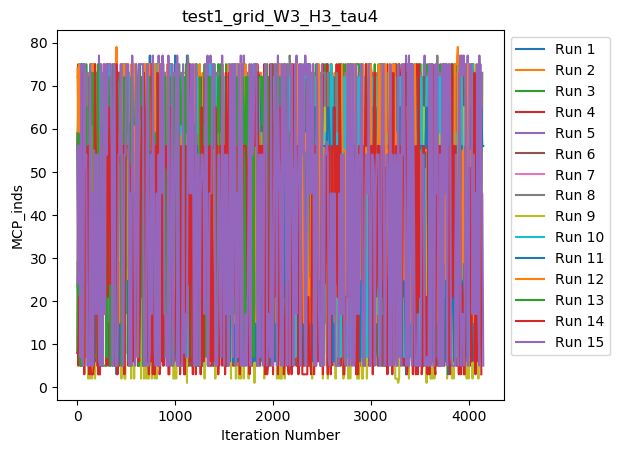 test1_grid_W3_H3_tau4
MCP_inds
80
70
60
50
40
30
20
10
0
0 1000 2000 3000 4000
Iteration Number
Run 1
Run 2
Run 3
Run 4
Run 5
Run 6
Run 7
Run 8
Run 9
Run 10
Run 11
Run 12
Run 13
Run 14
Run 15